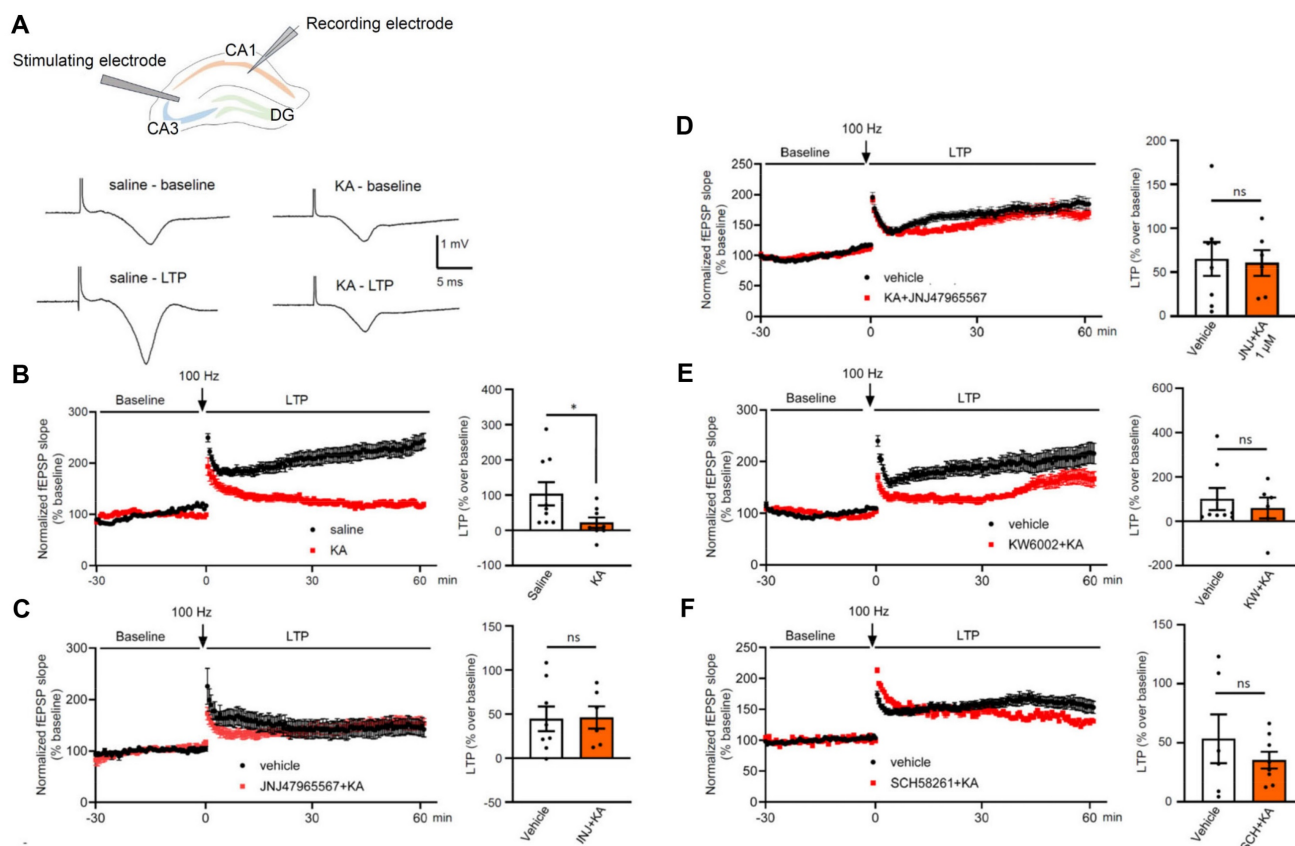 A
Recording electrode
Stimulating electrode
CA1
CA3
DG
saline - baseline
KA - baseline
1 mV
5 ms
saline - LTP
KA - LTP
B
100 Hz
Baseline
LTP
Normalized fEPSP slope
(% baseline)
300
200
100
0
saline
KA
-30
0
30
60
min
LTP (% over baseline)
400
300
200
100
0
-100
*
Saline
KA
C
100 Hz
Baseline
LTP
Normalized fEPSP slope
(% baseline)
300
200
100
0
vehicle
JNJ47965567+KA
-30
0
30
60
min
LTP (% over baseline)
150
100
50
0
-50
ns
Vehicle
JNJ+KA
D
100 Hz
Baseline
LTP
Normalized fEPSP slope
(% baseline)
250
200
150
100
50
0
vehicle
KA+JNJ47965567
-30
0
30
60
min
LTP (% over baseline)
200
150
100
50
0
ns
Vehicle
JNJ+KA
1 µM
E
100 Hz
Baseline
LTP
Normalized fEPSP slope
(% baseline)
300
200
100
0
vehicle
KW6002+KA
-30
0
30
60
min
LTP (% over baseline)
600
400
200
0
-200
ns
Vehicle
KW+KA
F
100 Hz
Baseline
LTP
Normalized fEPSP slope
(% baseline)
250
200
150
100
50
0
vehicle
SCH58261+KA
-30
0
30
60
min
LTP (% over baseline)
150
100
50
0
ns
Vehicle
SCH+KA